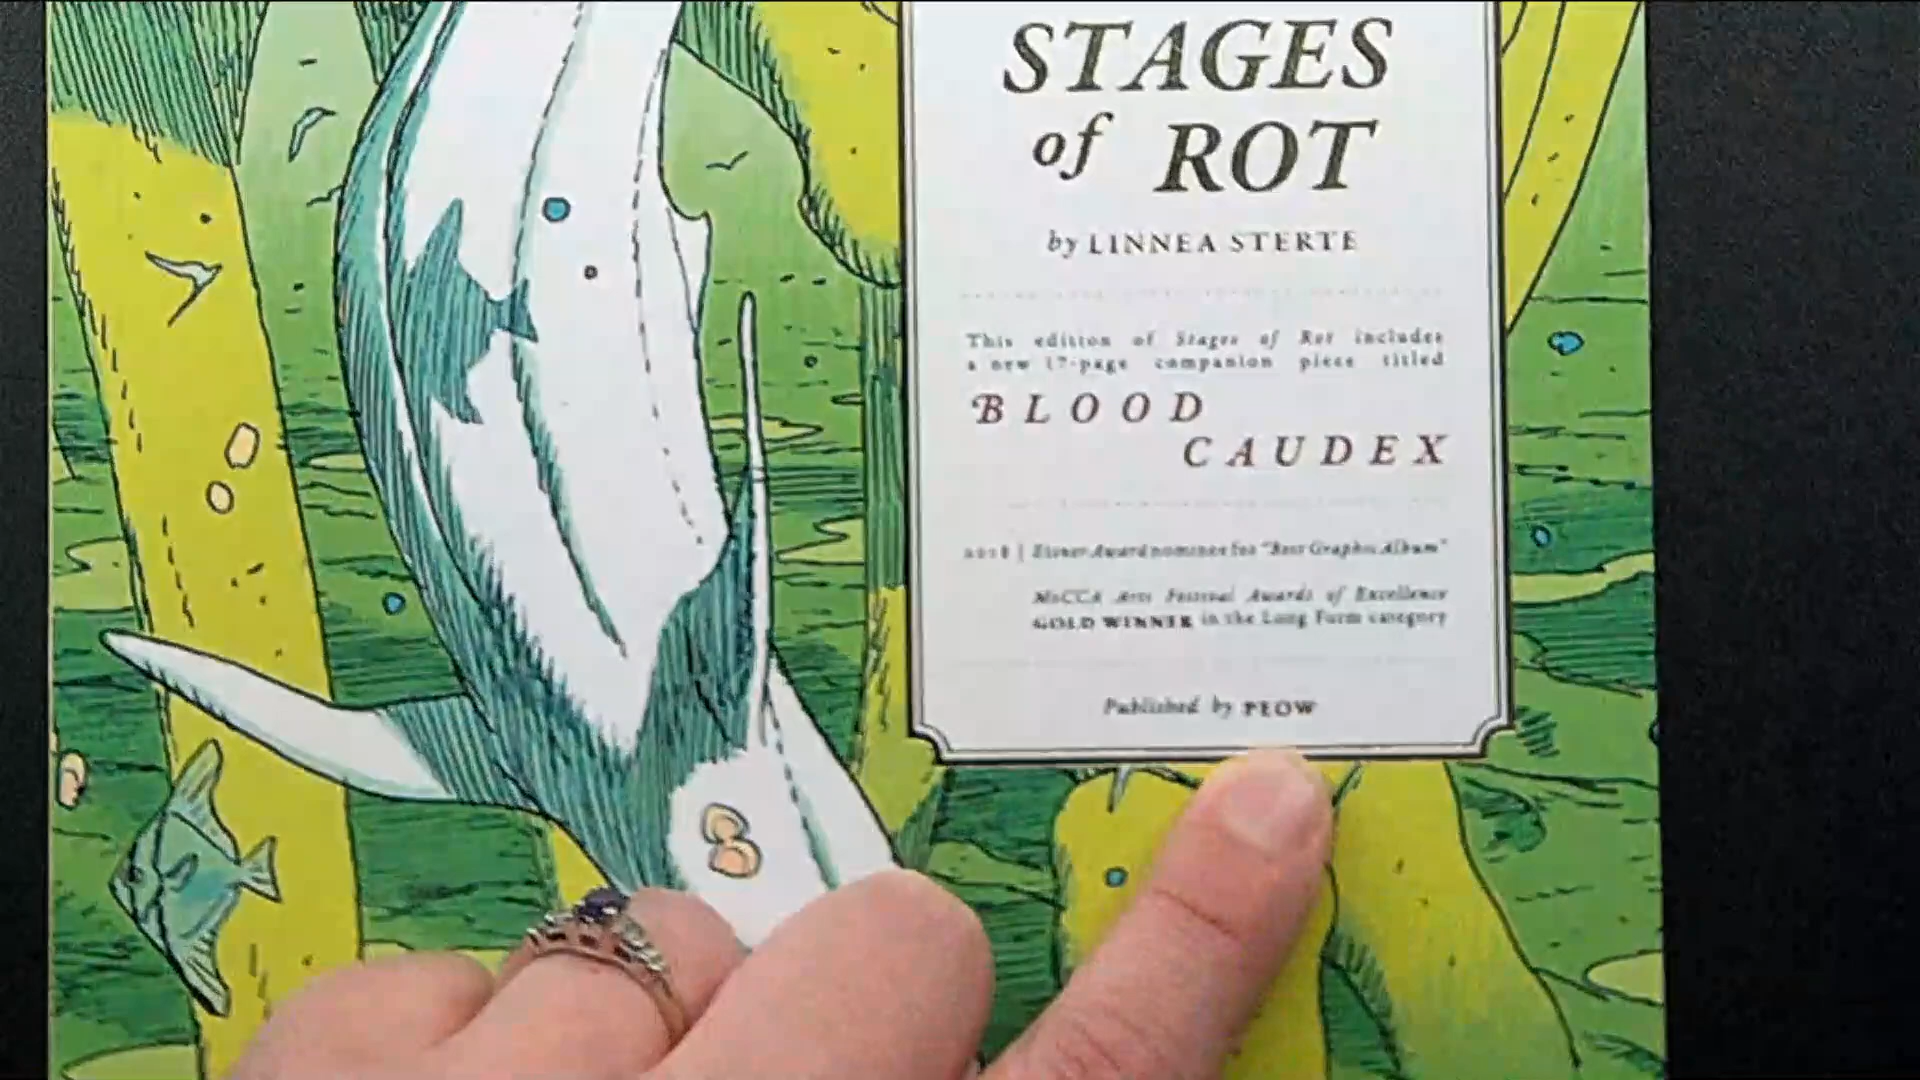 STAGES
of ROT
by LINNEA STERTE
This edition of Stages of Rot includes
a new 17-page companion piece titled
BLOOD
CAUDEX
2018 | Eisner Award nominee for "Best Graphic Album"
MoCCA Arts Festival Awards of Excellence
GOLD WINNER in the Long Form category
Published by PEOW